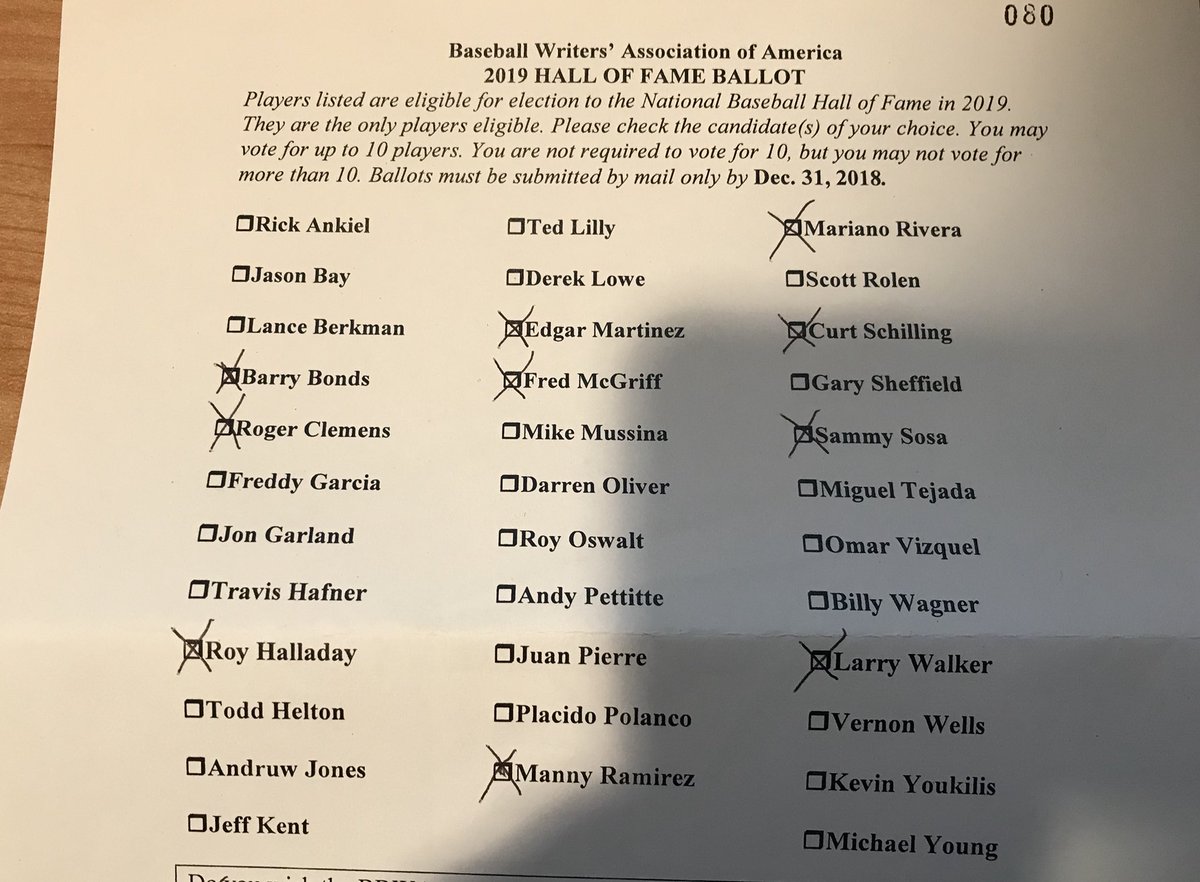 080
Baseball Writers' Association of America
2019 HALL OF FAME BALLOT
Players listed are eligible for election to the National Baseball Hall of Fame in 2019.
They are the only players eligible. Please check the candidate(s) of your choice. You may
vote for up to 10 players. You are not required to vote for 10, but you may not vote for
more than 10. Ballots must be submitted by mail only by Dec. 31, 2018.
Rick Ankiel
Jason Bay
Lance Berkman
Barry Bonds
Roger Clemens
Freddy Garcia
Jon Garland
Travis Hafner
Roy Halladay
Todd Helton
Andruw Jones
Jeff Kent
Ted Lilly
Derek Lowe
Edgar Martinez
Fred McGriff
Mike Mussina
Darren Oliver
Roy Oswalt
Andy Pettitte
Juan Pierre
Placido Polanco
Manny Ramirez
Mariano Rivera
Scott Rolen
Curt Schilling
Gary Sheffield
Sammy Sosa
Miguel Tejada
Omar Vizquel
Billy Wagner
Larry Walker
Vernon Wells
Kevin Youkilis
Michael Young